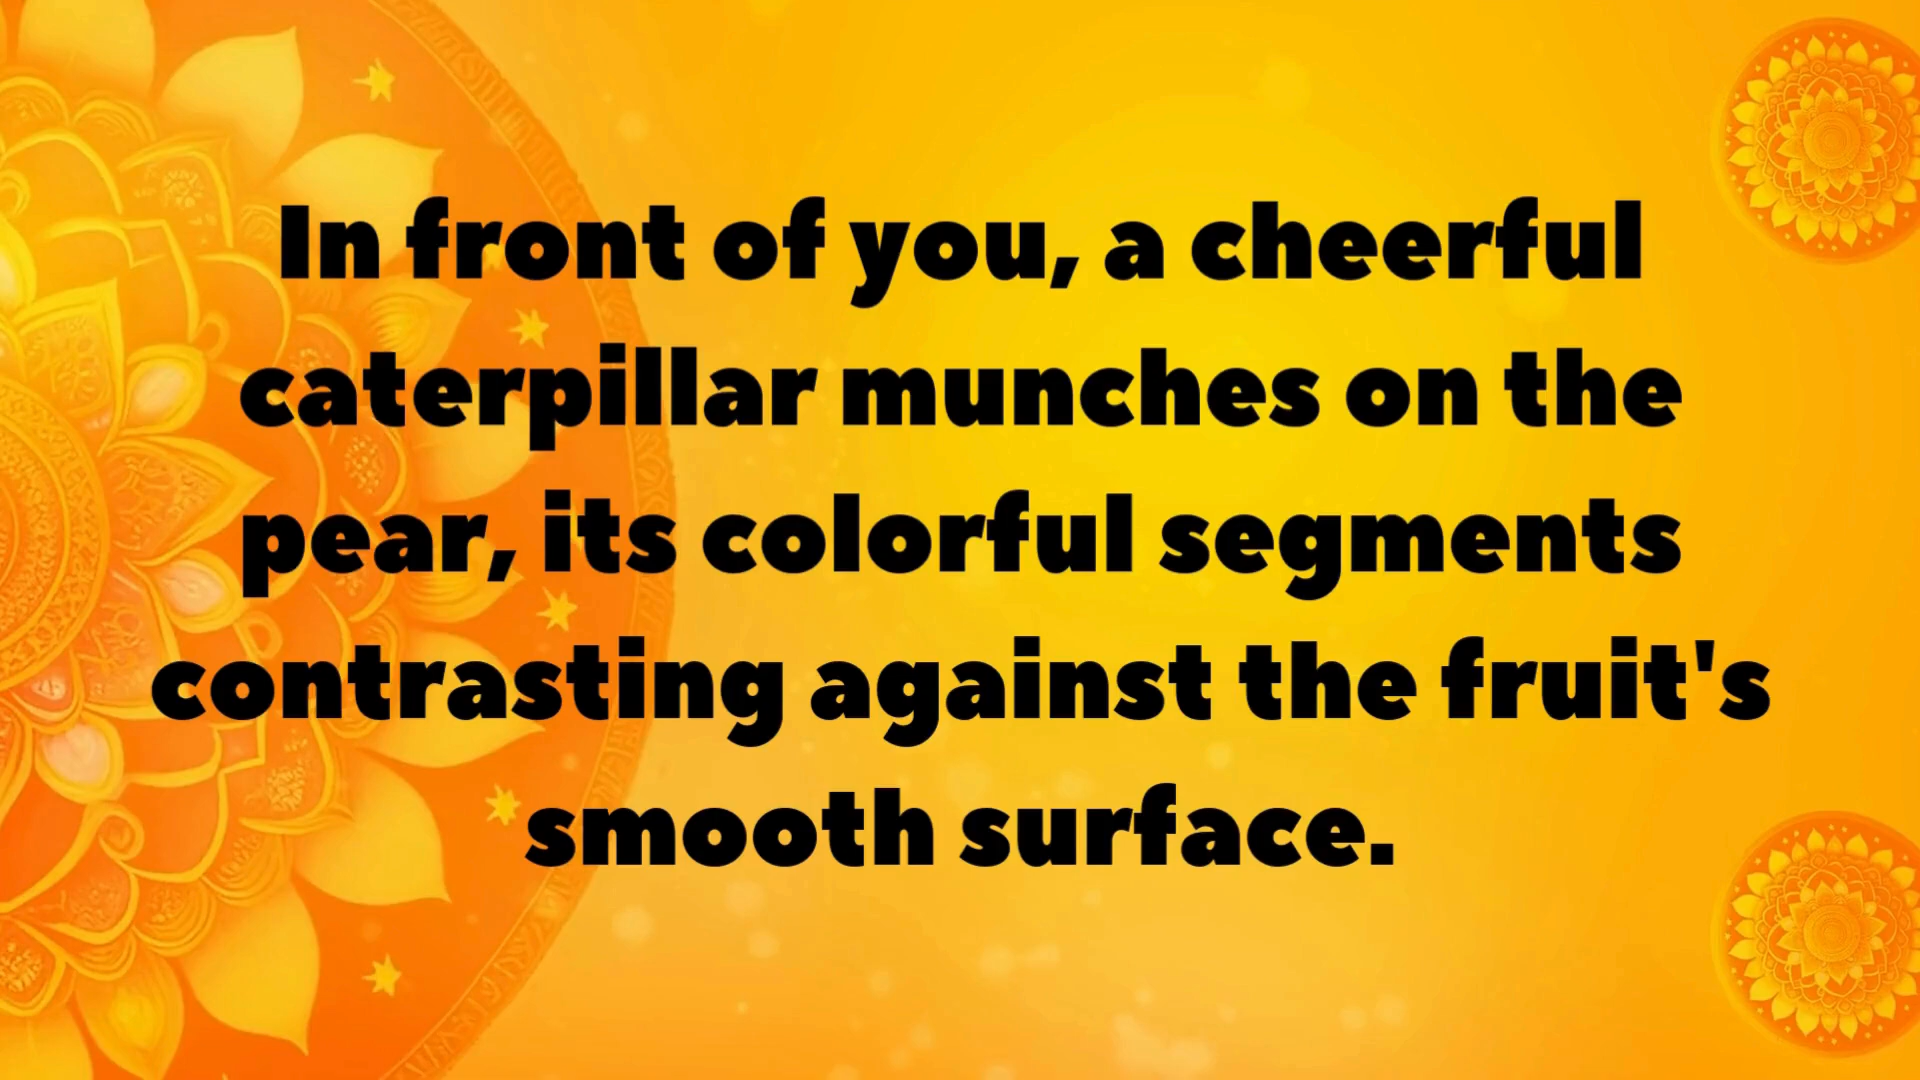 In front of you, a cheerful
caterpillar munches on the
pear, its colorful segments
contrasting against the fruit's
smooth surface.